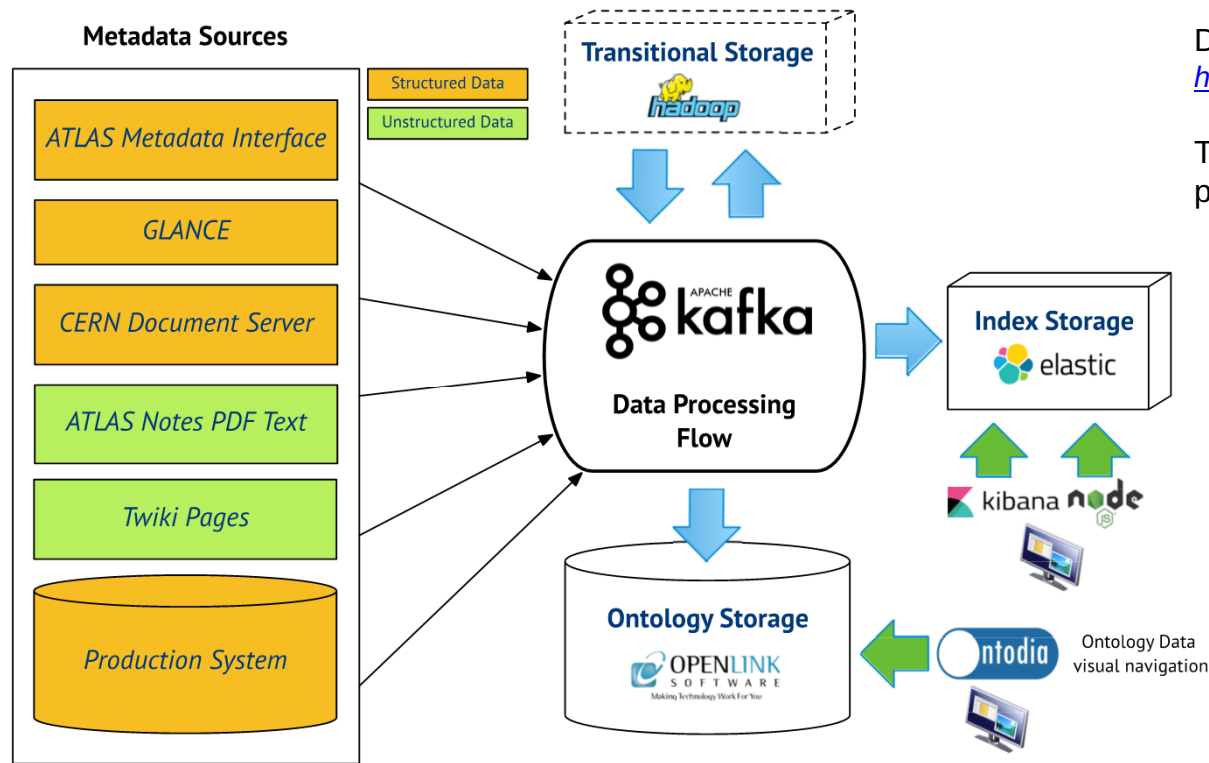 Metadata Sources
Structured Data
Unstructured Data
ATLAS Metadata Interface
GLANCE
CERN Document Server
ATLAS Notes PDF Text
Twiki Pages
Production System
Transitional Storage
hadoop
APACHE
kafka
Data Processing
Flow
Index Storage
elastic
kibana
node
JS
Ontology Storage
OPENLINK
SOFTWARE
Making Technology Work For You
ntodia
Ontology Data
visual navigation
D
h
T
p